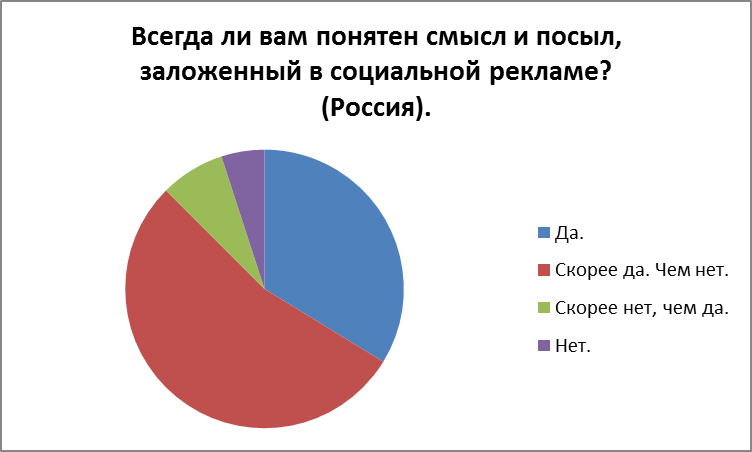 Всегда ли вам понятен смысл и посыл,
заложенный в социальной рекламе?
(Россия).
Да.
Скорее да. Чем нет.
Скорее нет, чем да.
Нет.